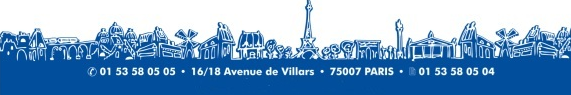 ✆ 01 53 58 05 05 • 16/18 Avenue de Villars • 75007 PARIS • 🖹 01 53 58 05 04